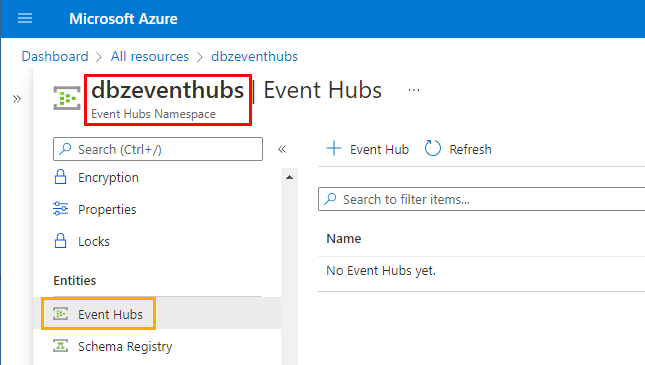 Microsoft Azure
Dashboard > All resources > dbzeventhubs
»
dbzeventhubs | Event Hubs ...
Event Hubs Namespace
Search (Ctrl+/) «
+ Event Hub Refresh
Encryption
Search to filter items...
Properties
Locks
Name
No Event Hubs yet.
Entities
Event Hubs
Schema Registry